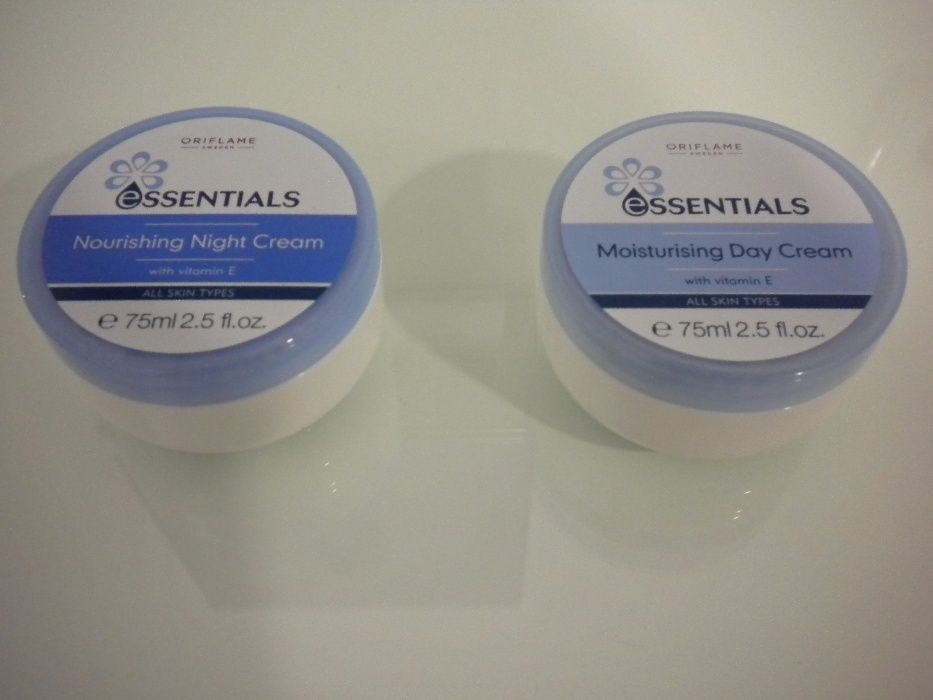 ORIFLAME
SWEDEN
eSSENTIALS
Nourishing Night Cream
with vitamin E
ALL SKIN TYPES
℮ 75ml 2.5 fl.oz.
ORIFLAME
SWEDEN
eSSENTIALS
Moisturising Day Cream
with vitamin E
ALL SKIN TYPES
℮ 75ml 2.5 fl.oz.